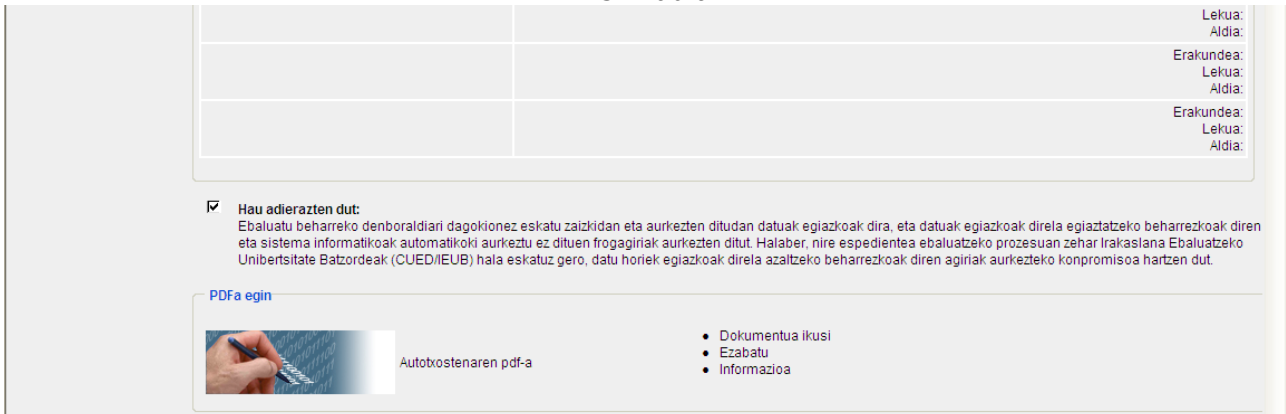 Lekua:
Aldia:
Erakundea:
Lekua:
Aldia:
Erakundea:
Lekua:
Aldia:
Hau adierazten dut:
Ebaluatu beharreko denboraldiari dagokionez eskatu zaizkidan eta aurkezten ditudan datuak egiazkoak dira, eta datuak egiazkoak direla egiaztatzeko beharrezkoak diren
eta sistema informatikoak automatikoki aurkeztu ez dituen frogagiriak aurkezten ditut. Halaber, nire espedientea ebaluatzeko prozesuan zehar Irakaslana Ebaluatzeko
Unibertsitate Batzordeak (CUED/IEUB) hala eskatuz gero, datu horiek egiazkoak direla azaltzeko beharrezkoak diren agiriak aurkezteko konpromisoa hartzen dut.
PDFa egin
Autotxostenaren pdf-a
Dokumentua ikusi
Ezabatu
Informazioa